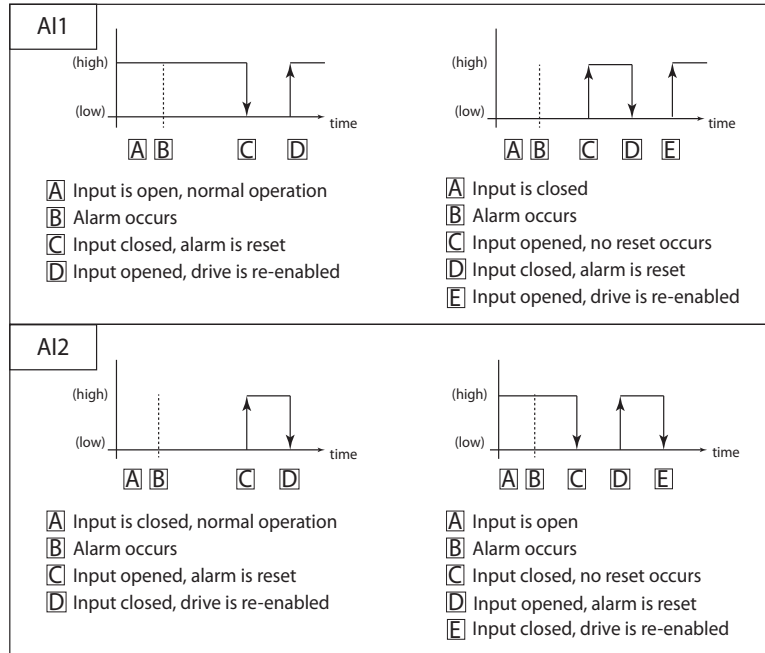 AI1
(high)
(low)
time
A B C D
A Input is open, normal operation
B Alarm occurs
C Input closed, alarm is reset
D Input opened, drive is re-enabled
(high)
(low)
time
A B C D E
A Input is closed
B Alarm occurs
C Input opened, no reset occurs
D Input closed, alarm is reset
E Input opened, drive is re-enabled
AI2
(high)
(low)
time
A B C D
A Input is closed, normal operation
B Alarm occurs
C Input opened, alarm is reset
D Input closed, drive is re-enabled
(high)
(low)
time
A B C D E
A Input is open
B Alarm occurs
C Input closed, no reset occurs
D Input opened, alarm is reset
E Input closed, drive is re-enabled